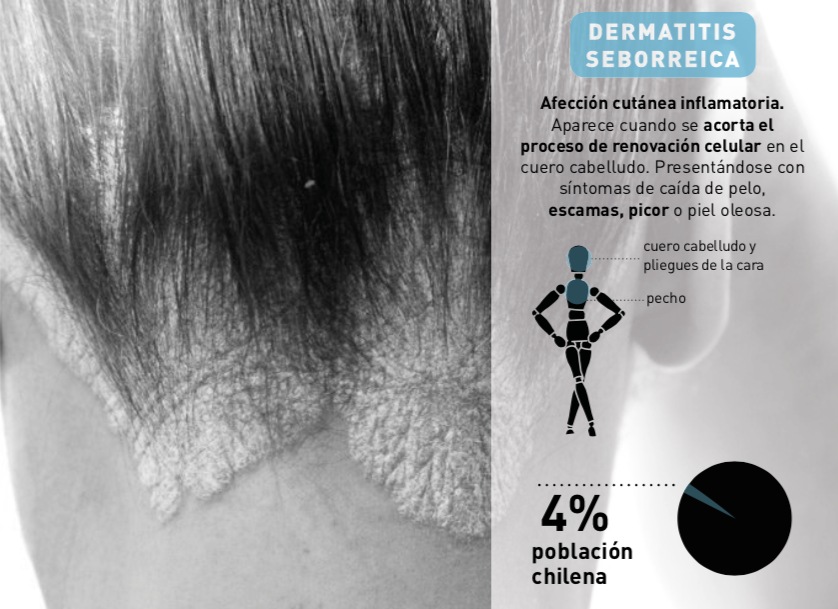 DERMATITIS
SEBORREICA
Afección cutánea inflamatoria.
Aparece cuando se acorta el
proceso de renovación celular en el
cuero cabelludo. Presentándose con
síntomas de caída de pelo,
escamas, picor o piel oleosa.
cuero cabelludo y
pliegues de la cara
pecho
4%
población
chilena